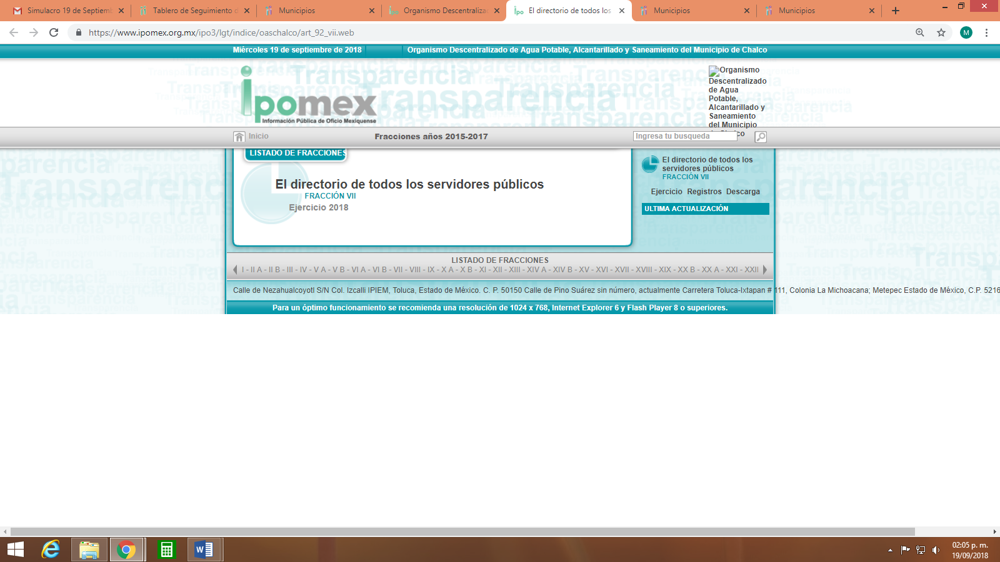 Simulacro 19 de Septiemb
Tablero de Seguimiento d
Municipios
Organismo Descentraliza
El directorio de todos los
Municipios
Municipios
https://www.ipomex.org.mx/ipo3/lgt/indice/oaschalco/art_92_vii.web
M
Miércoles 19 de septiembre de 2018
Organismo Descentralizado de Agua Potable, Alcantarillado y Saneamiento del Municipio de Chalco
Transparencia
ipomex
Información Pública de Oficio Mexiquense
Organismo
Descentralizado
de Agua
Potable,
Alcantarillado y
Saneamiento
del Municipio
de Chalco
Inicio
Fracciones años 2015-2017
Ingresa tu busqueda
LISTADO DE FRACCIONES
El directorio de todos los servidores públicos
FRACCIÓN VII
Ejercicio 2018
El directorio de todos los
servidores públicos
FRACCIÓN VII
Ejercicio Registros Descarga
ULTIMA ACTUALIZACIÓN
LISTADO DE FRACCIONES
I - II A - II B - III - IV - V A - V B - VI A - VI B - VII - VIII - IX - X A - X B - XI - XII - XIII - XIV A - XIV B - XV - XVI - XVII - XVIII - XIX - XX B - XX A - XXI - XXII
Calle de Nezahualcoyotl S/N Col. Izcalli IPIEM, Toluca, Estado de México. C. P. 50150 Calle de Pino Suárez sin número, actualmente Carretera Toluca-Ixtapan # 111, Colonia La Michoacana; Metepec Estado de México, C.P. 5216
Para un óptimo funcionamiento se recomienda una resolución de 1024 x 768, Internet Explorer 6 y Flash Player 8 o superiores.
02:05 p. m.
19/09/2018